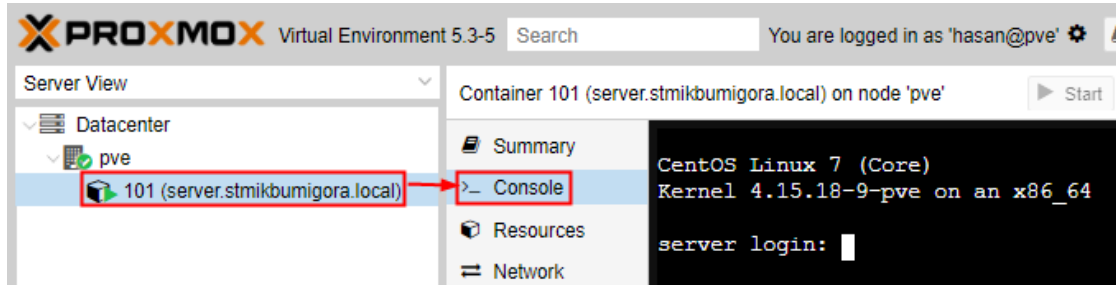 PROXMOX Virtual Environment 5.3-5 Search You are logged in as 'hasan@pve'
Server View
Container 101 (server.stmikbumigora.local) on node 'pve' Start
Datacenter
pve
101 (server.stmikbumigora.local)
Summary
>_ Console
Resources
Network
CentOS Linux 7 (Core)
Kernel 4.15.18-9-pve on an x86_64
server login: